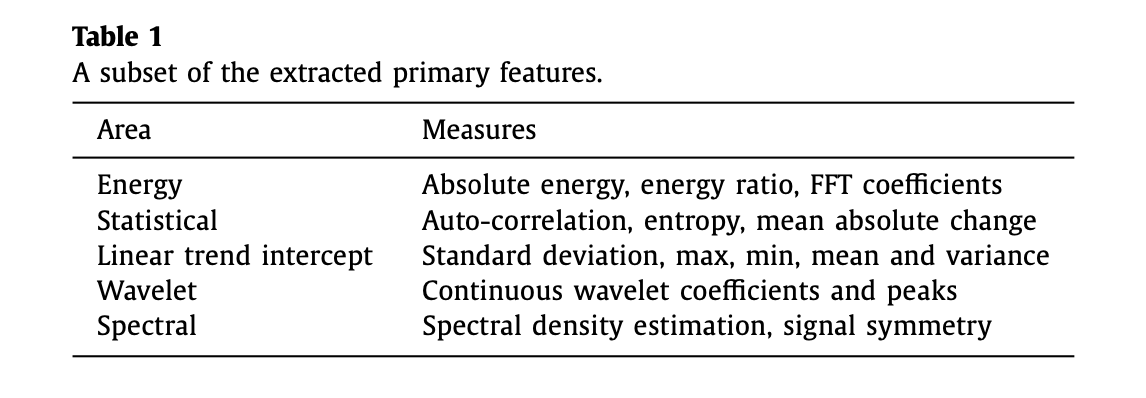 Table 1
A subset of the extracted primary features.
Area Measures
Energy Absolute energy, energy ratio, FFT coefficients
Statistical Auto-correlation, entropy, mean absolute change
Linear trend intercept Standard deviation, max, min, mean and variance
Wavelet Continuous wavelet coefficients and peaks
Spectral Spectral density estimation, signal symmetry